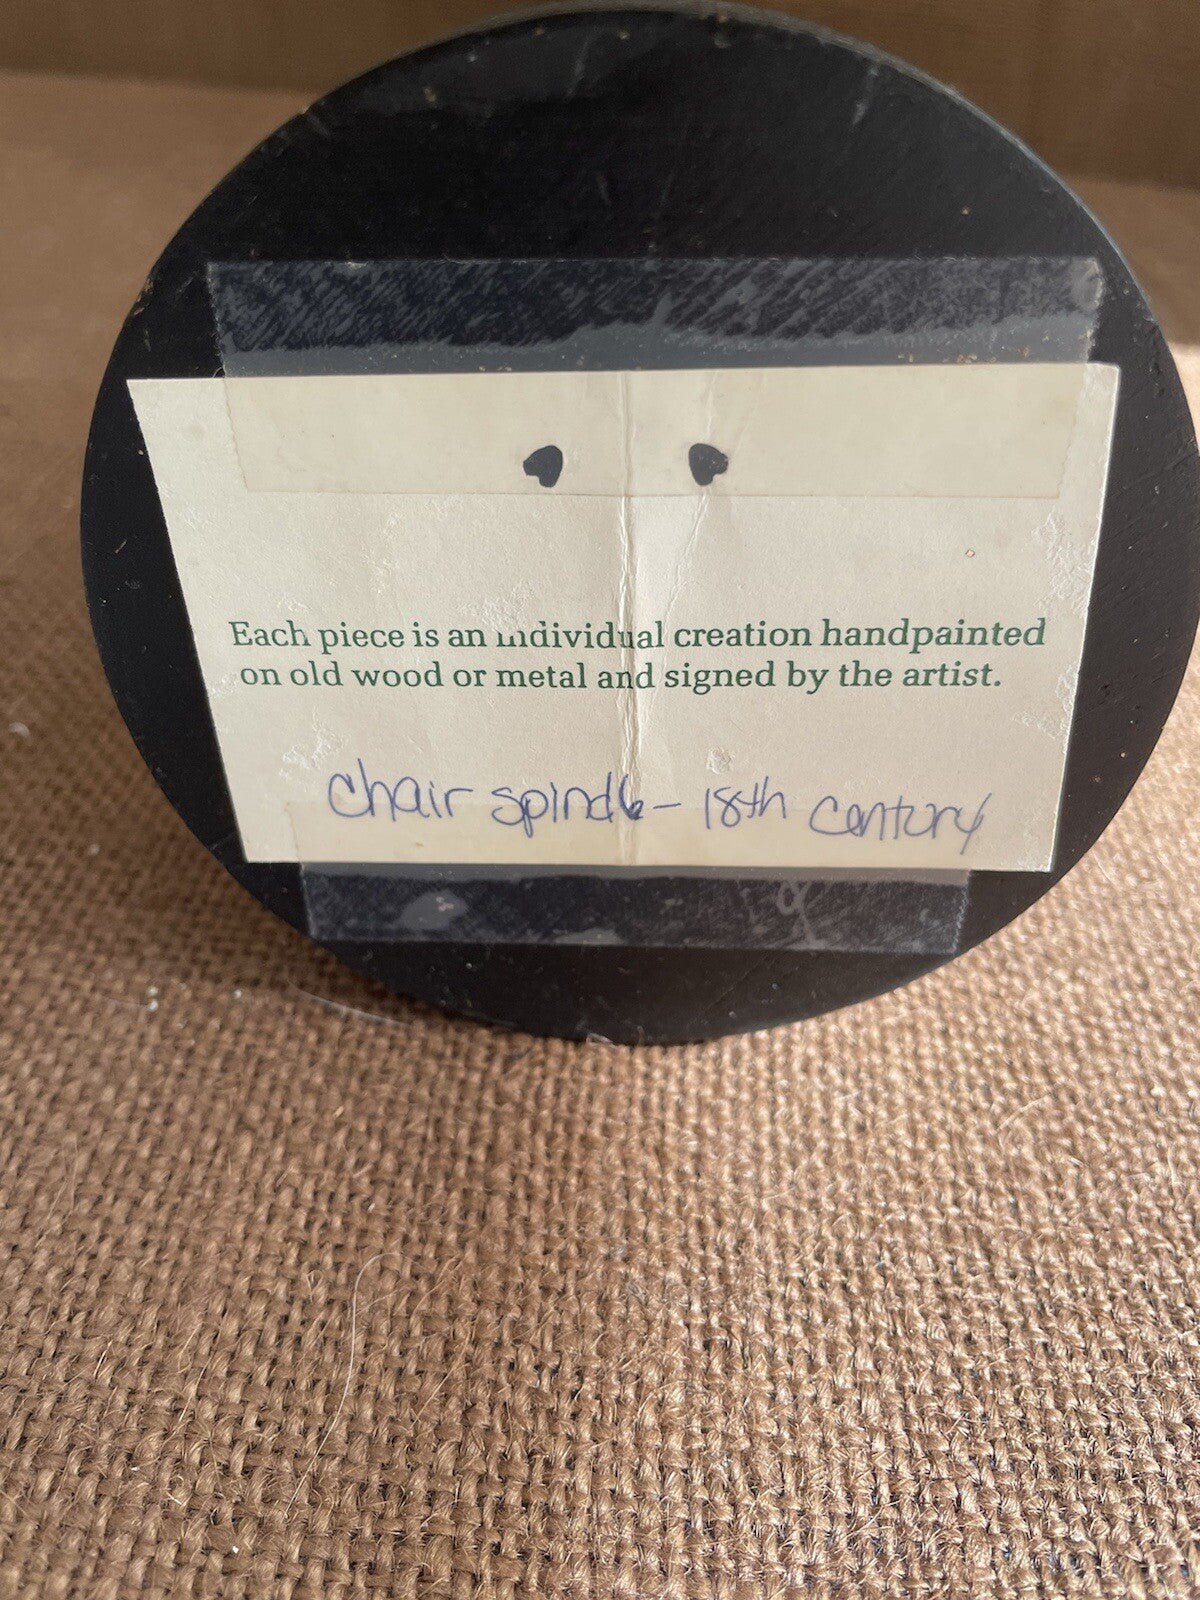 Each piece is an individual creation handpainted
on old wood or metal and signed by the artist.
Chair spindle - 18th century